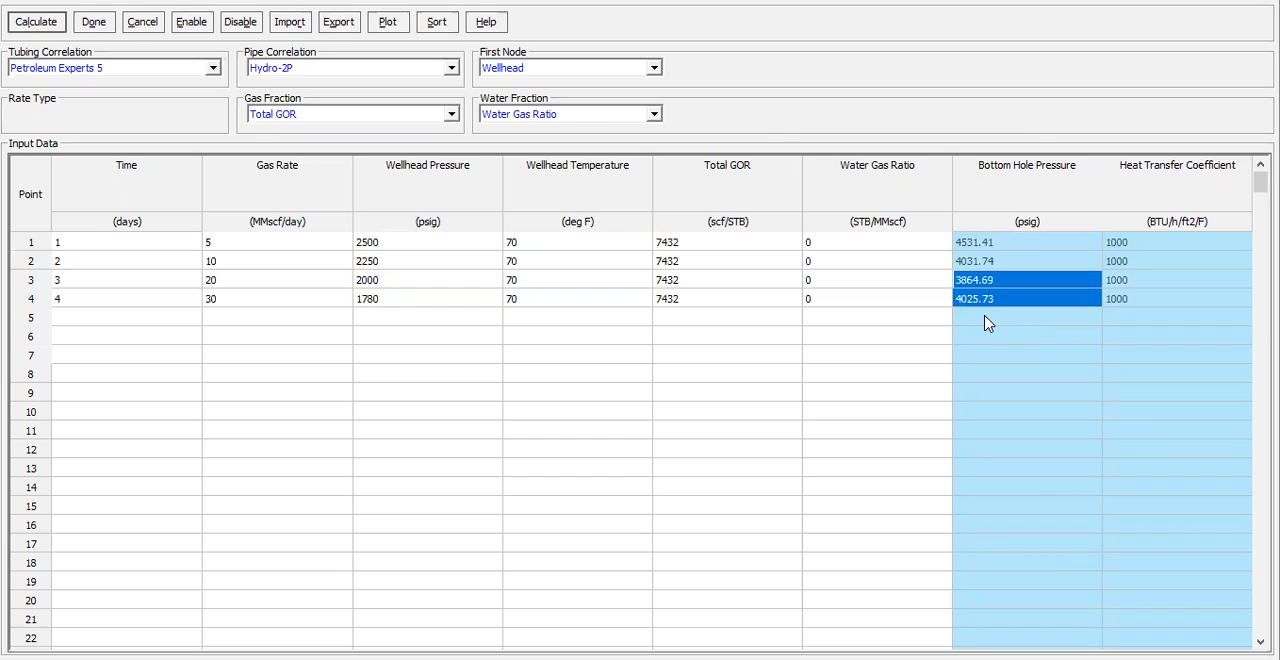 Calculate Done Cancel Enable Disable Import Export Plot Sort Help
Tubing Correlation Pipe Correlation First Node
Petroleum Experts 5 Hydro-2P Wellhead
Rate Type Gas Fraction Water Fraction
Total GOR Water Gas Ratio
Input Data
Point Time Gas Rate Wellhead Pressure Wellhead Temperature Total GOR Water Gas Ratio Bottom Hole Pressure Heat Transfer Coefficient
(days) (MMscf/day) (psig) (deg F) (scf/STB) (STB/MMscf) (psig) (BTU/h/ft2/F)
1 1 5 2500 70 7432 0 4531.41 1000
2 2 10 2250 70 7432 0 4031.74 1000
3 3 20 2000 70 7432 0 3864.69 1000
4 4 30 1780 70 7432 0 4025.73 1000
5
6
7
8
9
10
11
12
13
14
15
16
17
18
19
20
21
22